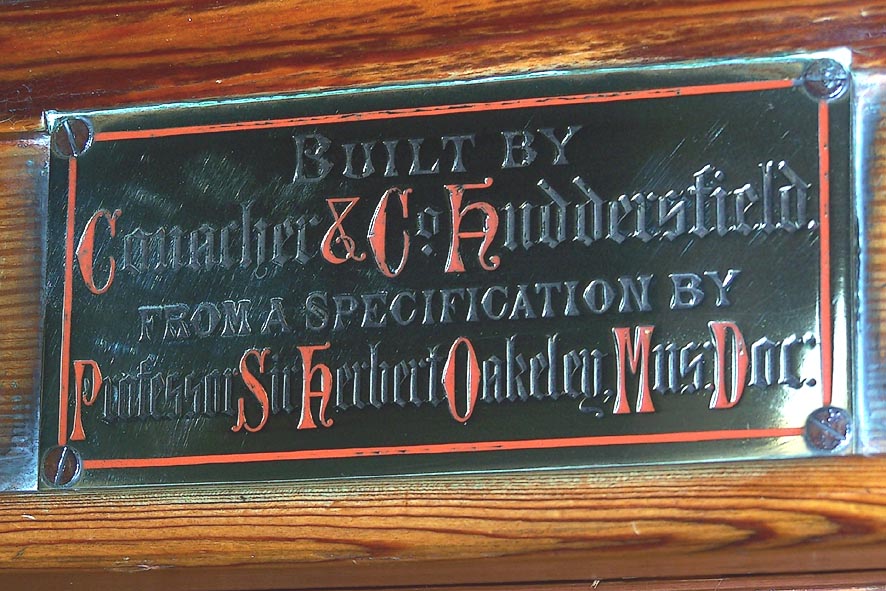 BUILT BY
Conacher & Co Huddersfield.
FROM A SPECIFICATION BY
Professor Sir Herbert Oakeley, Mus: Doc: